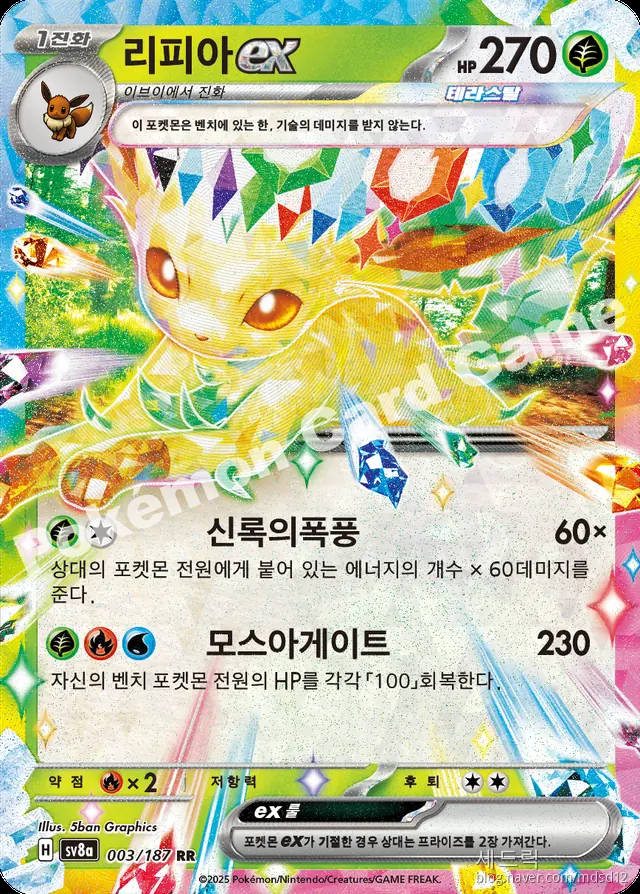 1진화
리피아ex
HP 270
이브이에서 진화
테라스탈
이 포켓몬은 벤치에 있는 한, 기술의 데미지를 받지 않는다.
Pokémon Card Game
신록의폭풍 60×
상대의 포켓몬 전원에게 붙어 있는 에너지의 개수 × 60데미지를
준다.
모스아게이트 230
자신의 벤치 포켓몬 전원의 HP를 각각 「100」회복한다.
약점 ×2 저항력 후퇴
Illus. 5ban Graphics
ex 룰
포켓몬 ex가 기절한 경우 상대는 프라이즈를 2장 가져간다.
H sv8a 003/187 RR
©2025 Pokémon/Nintendo/Creatures/GAME FREAK.
세드릭
blog.naver.com/mdsd12